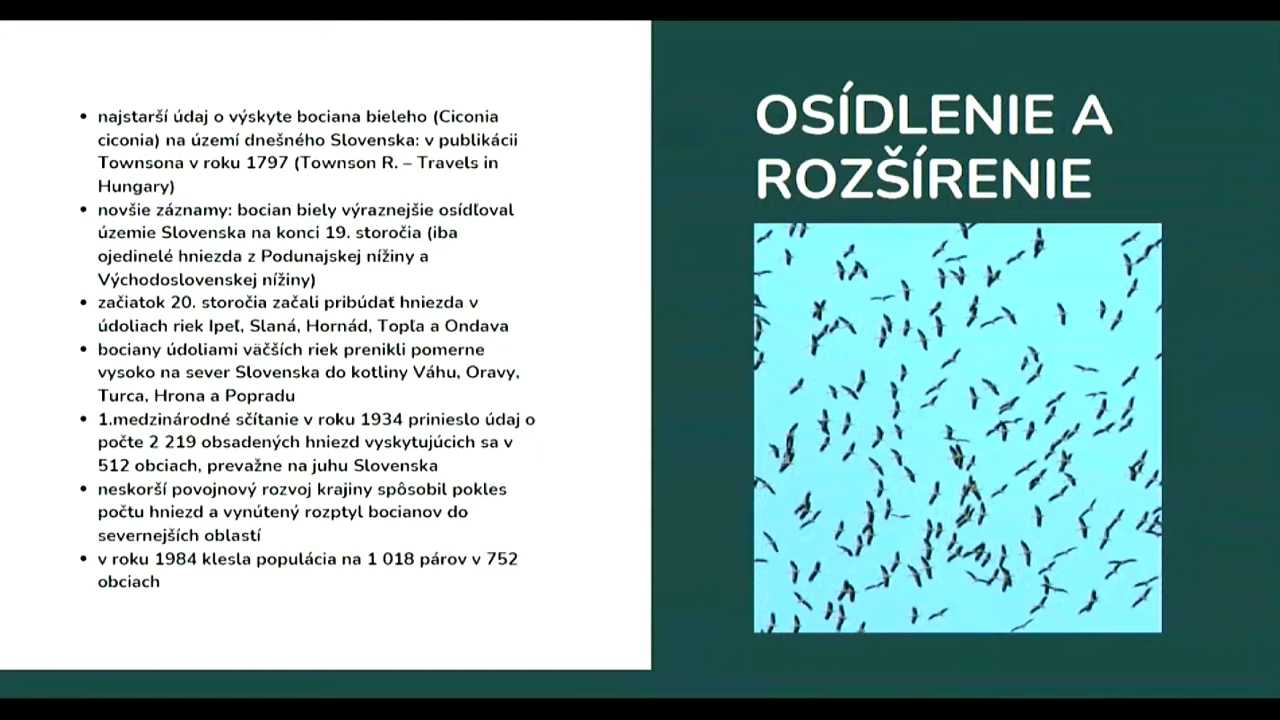 • najstarší údaj o výskyte bociana bieleho (Ciconia
ciconia) na území dnešného Slovenska: v publikácii
Townsona v roku 1797 (Townson R. – Travels in
Hungary)
• novšie záznamy: bocian biely výraznejšie osídľoval
územie Slovenska na konci 19. storočia (iba
ojedinelé hniezda z Podunajskej nížiny a
Východoslovenskej nížiny)
• začiatok 20. storočia začali pribúdať hniezda v
údoliach riek Ipeľ, Slaná, Hornád, Topľa a Ondava
• bociany údoliami väčších riek prenikli pomerne
vysoko na sever Slovenska do kotliny Váhu, Oravy,
Turca, Hrona a Popradu
• 1.medzinárodné sčítanie v roku 1934 prinieslo údaj o
počte 2 219 obsadených hniezd vyskytujúcich sa v
512 obciach, prevažne na juhu Slovenska
• neskorší povojnový rozvoj krajiny spôsobil pokles
počtu hniezd a vynútený rozptyl bocianov do
severnejších oblastí
• v roku 1984 klesla populácia na 1 018 párov v 752
obciach
OSÍDLENIE A
ROZŠÍRENIE